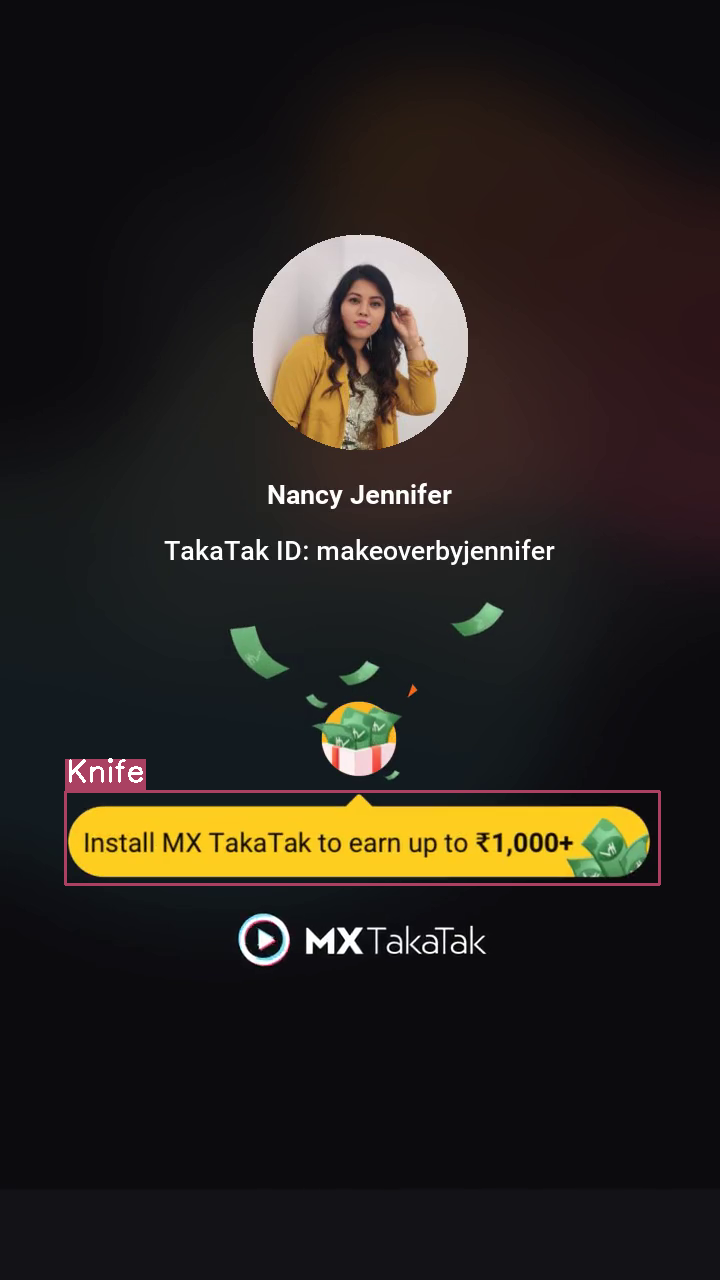 Nancy Jennifer
TakaTak ID: makeoverbyjennifer
Knife
Install MX TakaTak to earn up to ₹1,000+
MX TakaTak